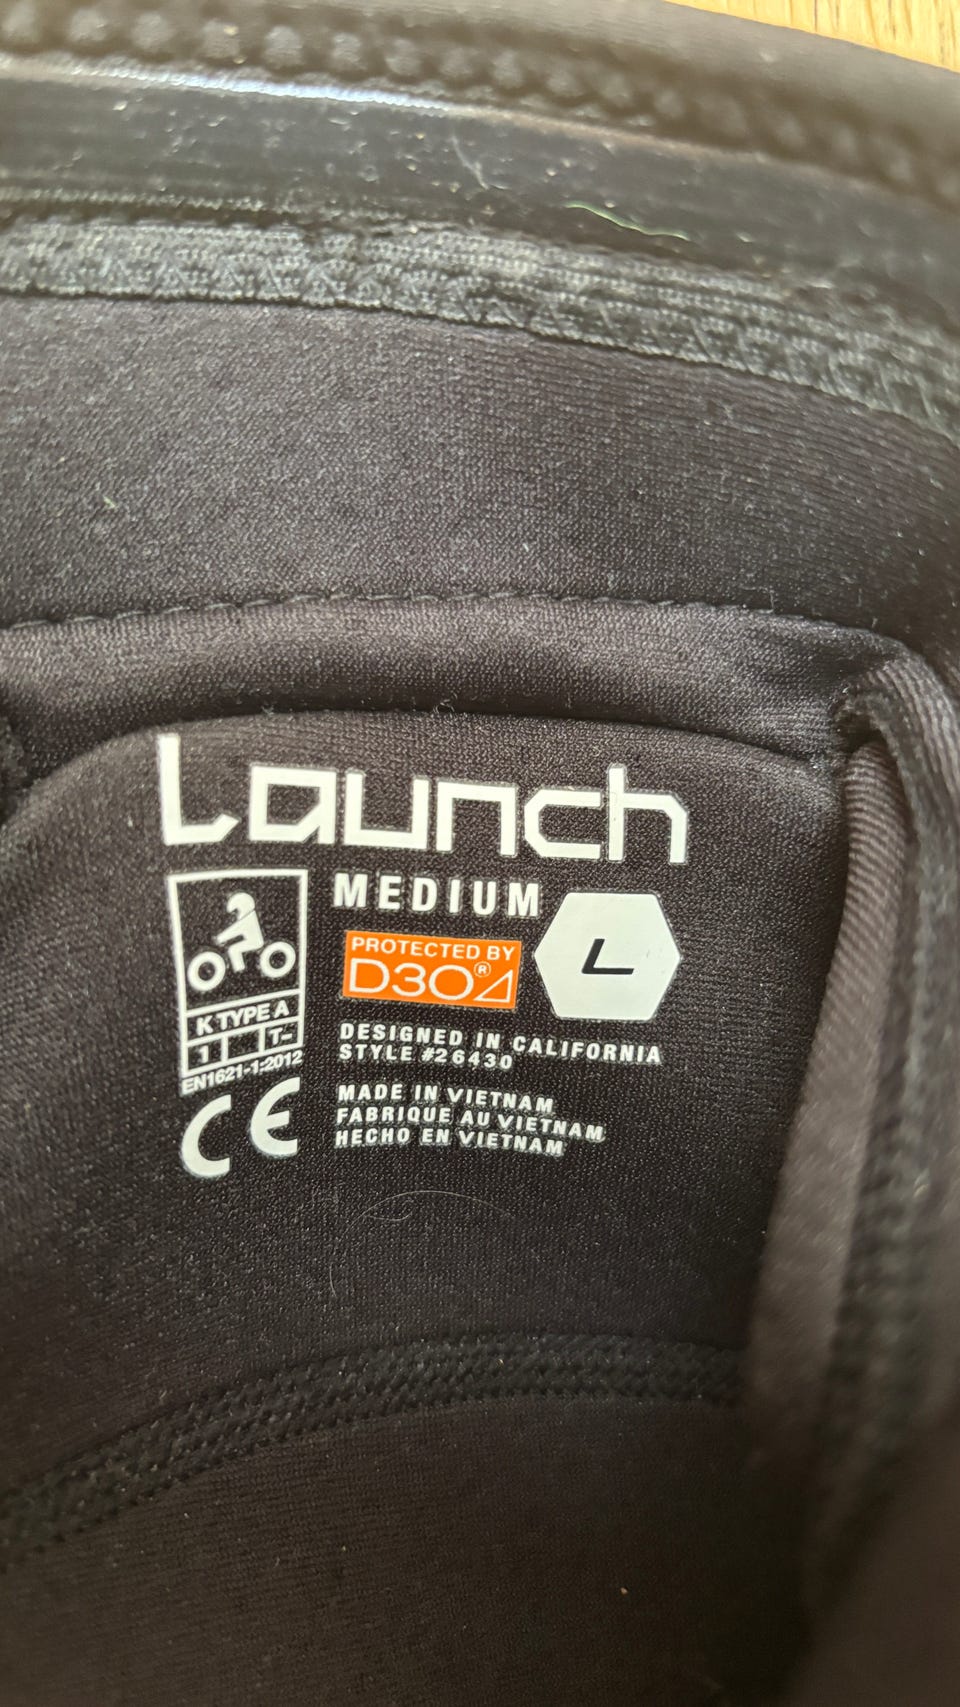 Launch
MEDIUM
L
PROTECTED BY
D3O®
K TYPE A
1 T-
EN1621-1:2012
CE
DESIGNED IN CALIFORNIA
STYLE #26430
MADE IN VIETNAM
FABRIQUE AU VIETNAM
HECHO EN VIETNAM